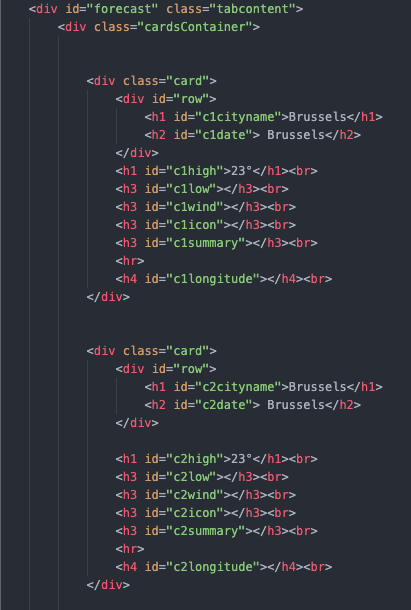 <div id="forecast" class="tabcontent">
<div class="cardsContainer">
<div class="card">
<div id="row">
<h1 id="c1cityname">Brussels</h1>
<h2 id="c1date"> Brussels</h2>
</div>
<h1 id="c1high">23°</h1><br>
<h3 id="c1low"></h3><br>
<h3 id="c1wind"></h3><br>
<h3 id="c1icon"></h3><br>
<h3 id="c1summary"></h3><br>
<hr>
<h4 id="c1longitude"></h4><br>
</div>
<div class="card">
<div id="row">
<h1 id="c2cityname">Brussels</h1>
<h2 id="c2date"> Brussels</h2>
</div>
<h1 id="c2high">23°</h1><br>
<h3 id="c2low"></h3><br>
<h3 id="c2wind"></h3><br>
<h3 id="c2icon"></h3><br>
<h3 id="c2summary"></h3><br>
<hr>
<h4 id="c2longitude"></h4><br>
</div>